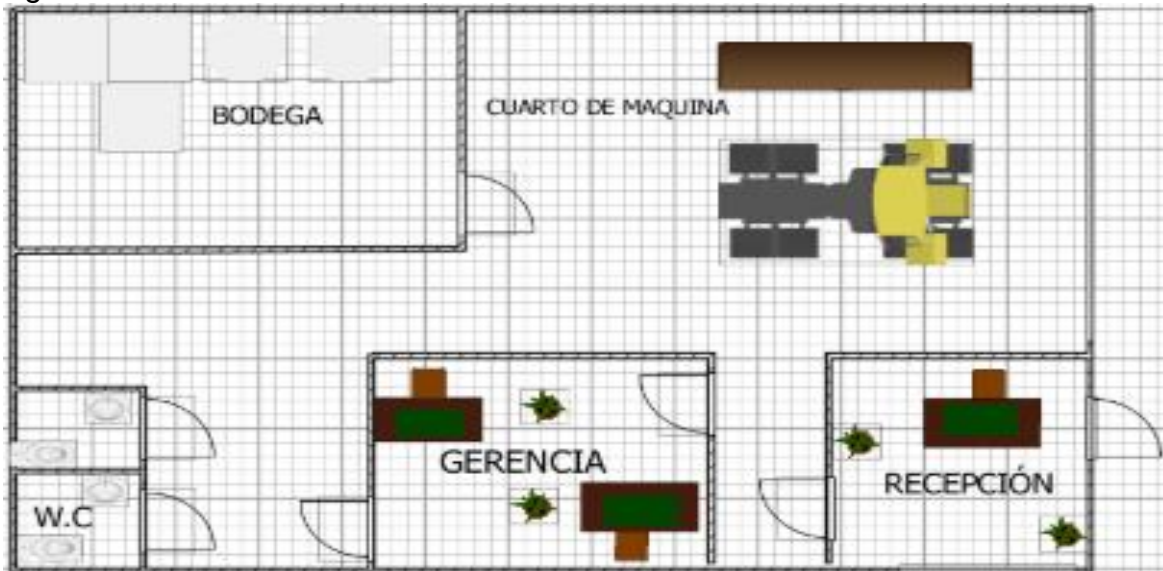 BODEGA
CUARTO DE MAQUINA
GERENCIA
RECEPCIÓN
W.C